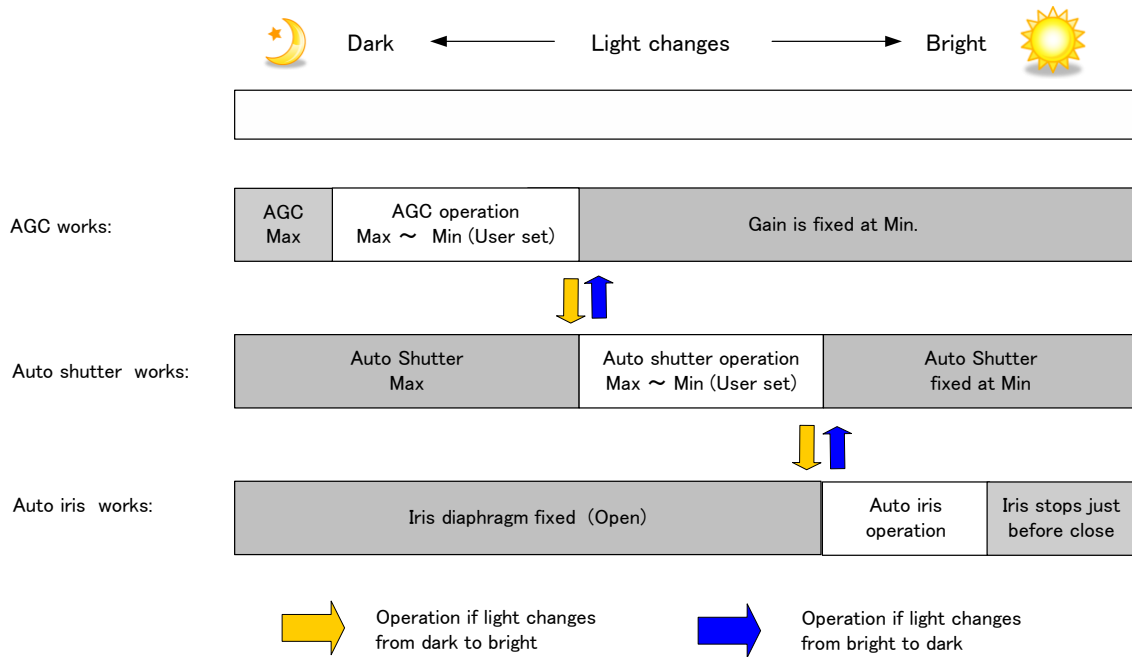 Dark Light changes Bright
AGC works:
AGC
Max
AGC operation
Max ～ Min (User set)
Gain is fixed at Min.
Auto shutter works:
Auto Shutter
Max
Auto shutter operation
Max ～ Min (User set)
Auto Shutter
fixed at Min
Auto iris works:
Iris diaphragm fixed (Open)
Auto iris
operation
Iris stops just
before close
Operation if light changes
from dark to bright
Operation if light changes
from bright to dark